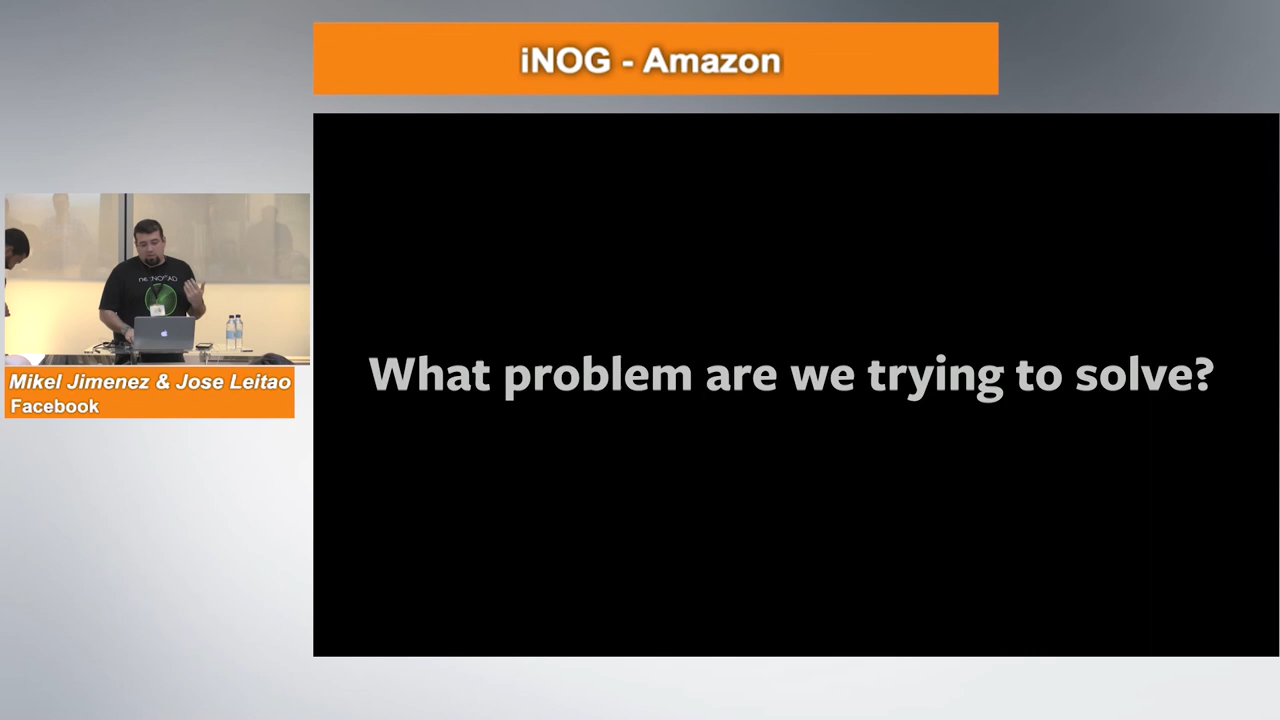 iNOG - Amazon
What problem are we trying to solve?
Mikel Jimenez & Jose Leitao
Facebook